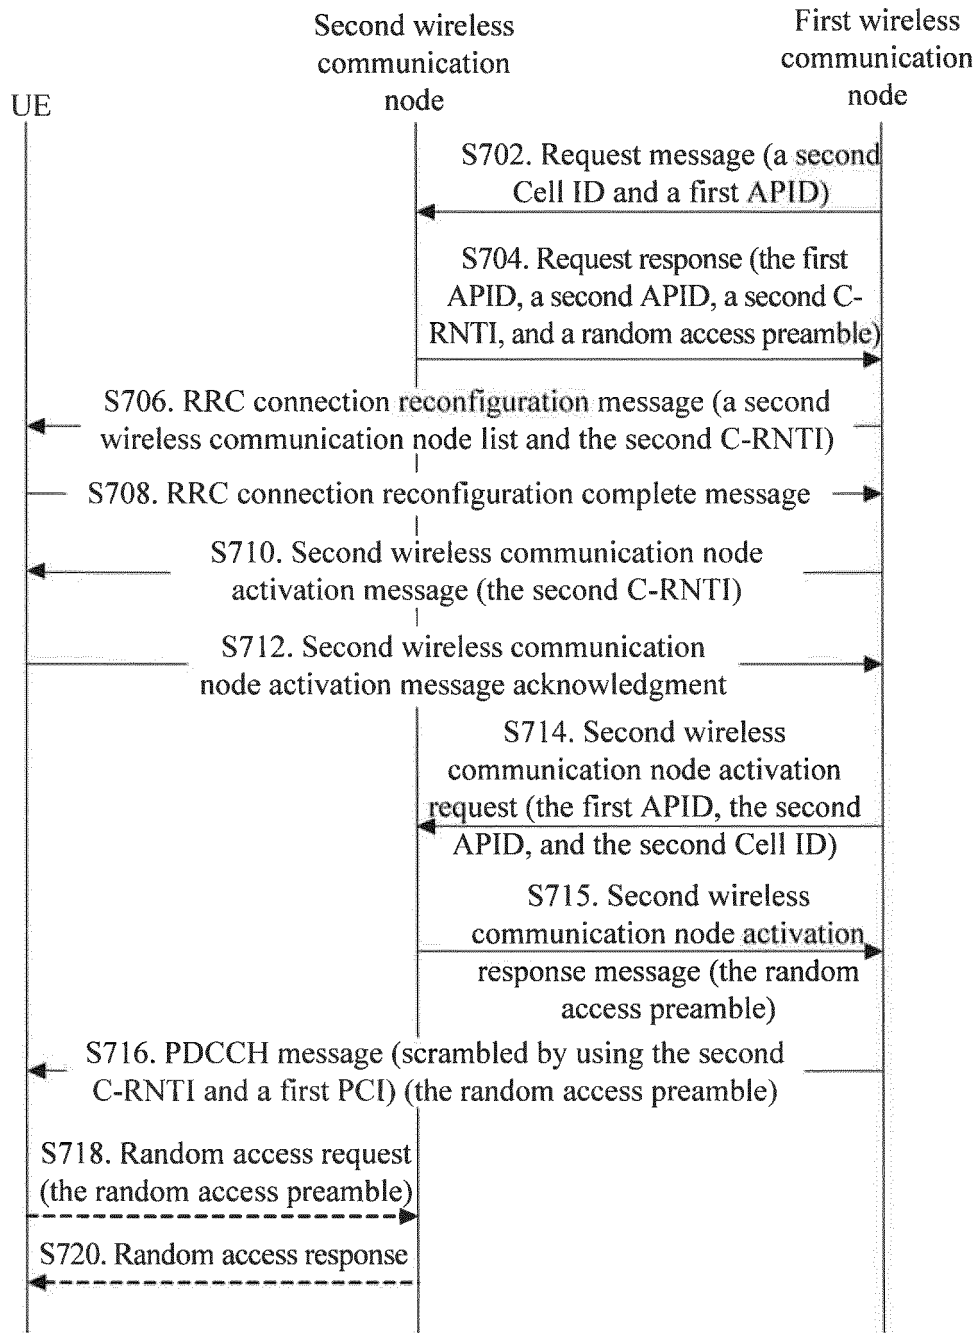 UE
Second wireless
communication
node
First wireless
communication
node
S702. Request message (a second
Cell ID and a first APID)
S704. Request response (the first
APID, a second APID, a second C-
RNTI, and a random access preamble)
S706. RRC connection reconfiguration message (a second
wireless communication node list and the second C-RNTI)
S708. RRC connection reconfiguration complete message
S710. Second wireless communication node
activation message (the second C-RNTI)
S712. Second wireless communication
node activation message acknowledgment
S714. Second wireless
communication node activation
request (the first APID, the second
APID, and the second Cell ID)
S715. Second wireless
communication node activation
response message (the random
access preamble)
S716. PDCCH message (scrambled by using the second
C-RNTI and a first PCI) (the random access preamble)
S718. Random access request
(the random access preamble)
S720. Random access response